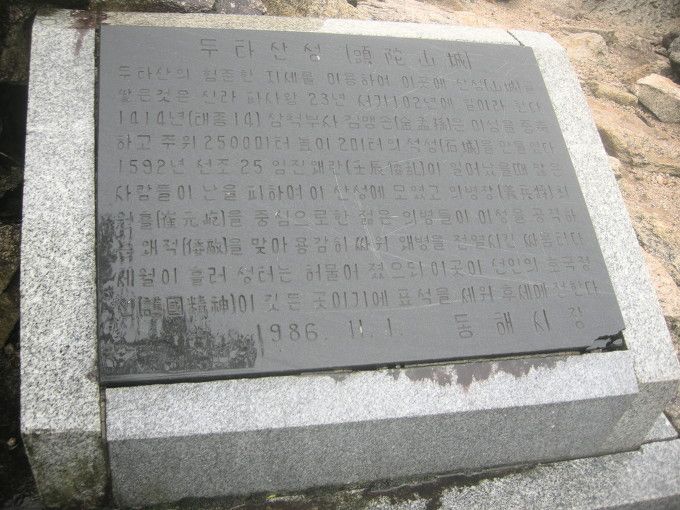 두타산성 (頭陀山城)
두타산의 험준한 지세를 이용하여 이곳에 산성(山城)을
쌓은것은 신라 파사왕 23년 서기102년에 일이라 한다
1414년(태종14) 삼척부사 김맹손(金孟孫)은 이성을 증축
하고 주위 2500미터 높이 2미터의 석성(石城)을 만들었다
1592년 선조 25 임진왜란(壬辰倭亂)이 일어났을때 많은
사람들이 난을 피하여 이 산성에 모였고 의병장(義兵將) 최
원흘(崔元屹)을 중심으로한 젊은 의병들이 이성을 공격하
는 왜적(倭敵)을 맞아 용감히 싸워 왜병을 전멸시킨 싸움터다
세월이 흘러 성터는 허물어 졌으되 이곳이 선인의 호국정
신(護國精神)이 깃든 곳이기에 표석을 세워 후세에 전한다
1986. 11. 1 동해시장